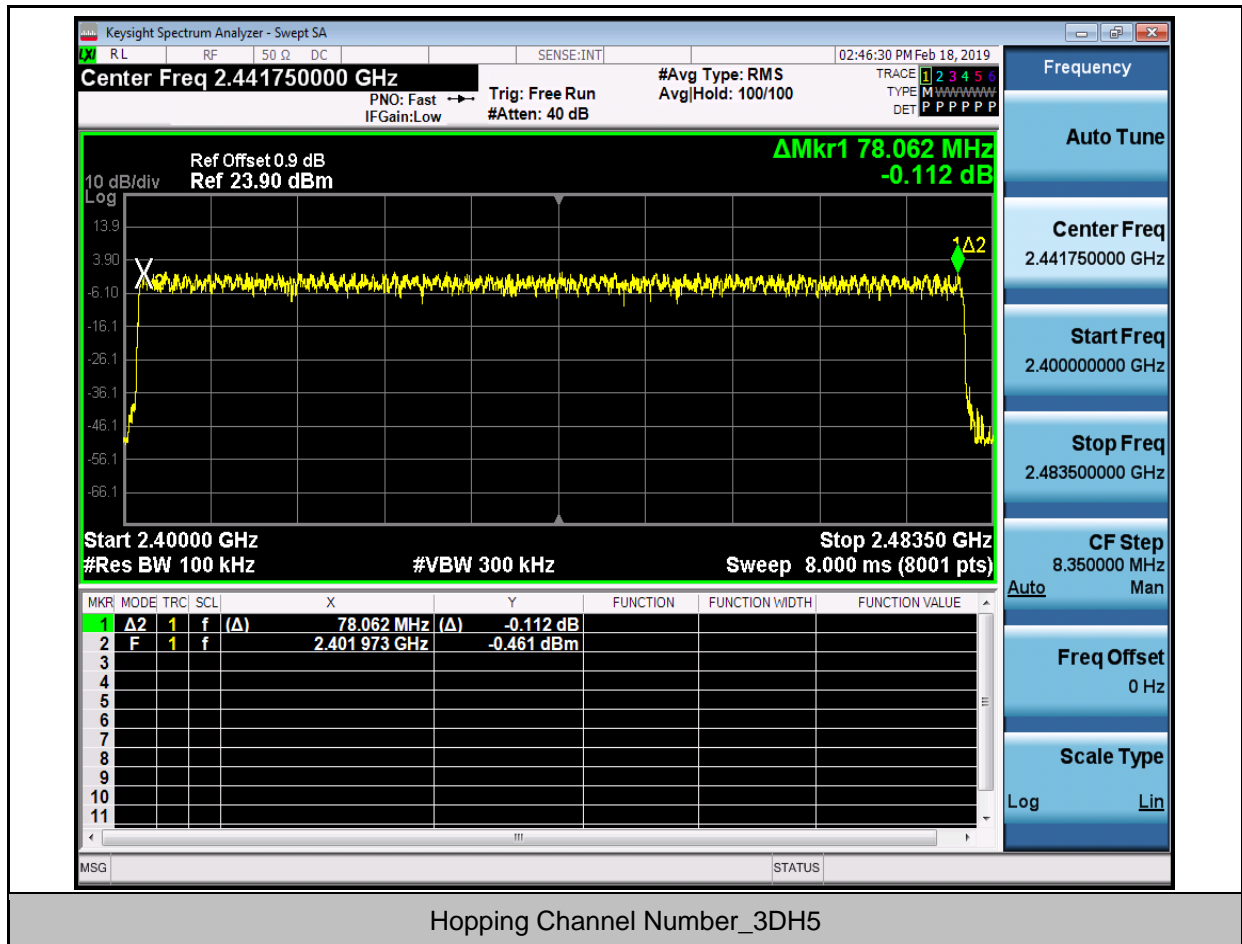 Keysight Spectrum Analyzer - Swept SA
LXI RL RF 50 Ω DC SENSE:INT 02:46:30 PM Feb 18, 2019
Center Freq 2.441750000 GHz
PNO: Fast
IFGain:Low
Trig: Free Run
#Atten: 40 dB
#Avg Type: RMS
Avg|Hold: 100/100
TRACE 1 2 3 4 5 6
TYPE M W W W W W
DET P P P P P P
Frequency
Auto Tune
Center Freq
2.441750000 GHz
Start Freq
2.400000000 GHz
Stop Freq
2.483500000 GHz
CF Step
8.350000 MHz
Auto Man
Freq Offset
0 Hz
Scale Type
Log Lin
ΔMkr1 78.062 MHz
-0.112 dB
Ref Offset 0.9 dB
10 dB/div Ref 23.90 dBm
Log
13.9
3.90
-6.10
-16.1
-26.1
-36.1
-46.1
-56.1
-66.1
X2
1Δ2
Start 2.40000 GHz Stop 2.48350 GHz
#Res BW 100 kHz #VBW 300 kHz Sweep 8.000 ms (8001 pts)
MKR MODE TRC SCL X Y FUNCTION FUNCTION WIDTH FUNCTION VALUE
1 Δ2 1 f (Δ) 78.062 MHz (Δ) -0.112 dB
2 F 1 f 2.401 973 GHz -0.461 dBm
3
4
5
6
7
8
9
10
11
MSG STATUS
Hopping Channel Number_3DH5